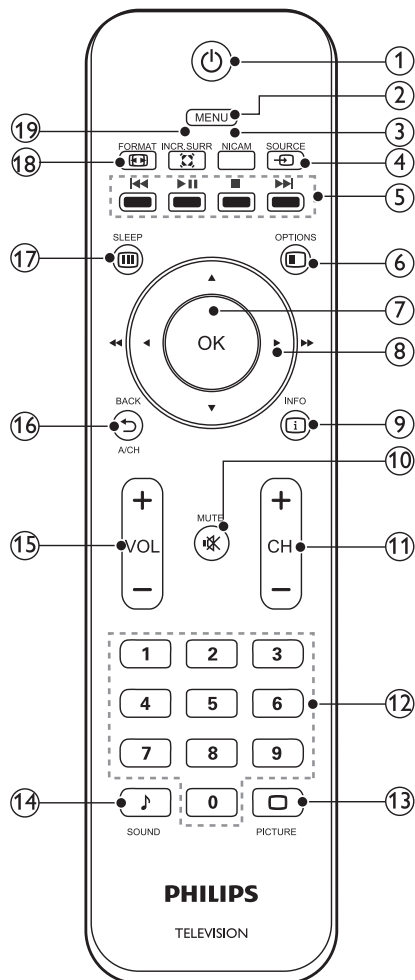 1
2
MENU
19
3
FORMAT INCR.SURR NICAM SOURCE
18
4
5
SLEEP OPTIONS
17
6
7
OK
8
BACK INFO
i
16
9
A/CH
10
MUTE
+ +
15
VOL CH
11
− −
1 2 3
4 5 6
12
7 8 9
14
0
13
SOUND PICTURE
PHILIPS
TELEVISION